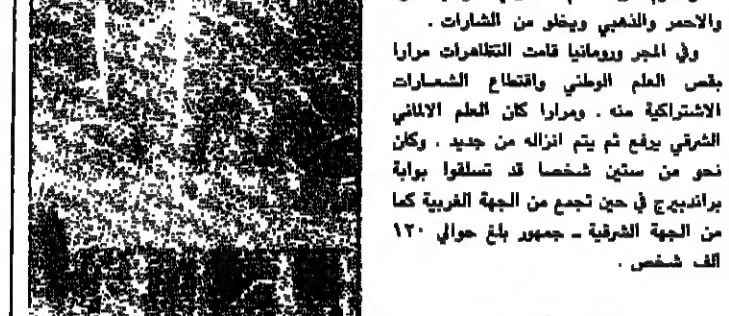 والاحمر والذهبي ويخلو من الشارات .
وفي المجر ورومانيا قامت التظاهرات مرارا
بقص العلم الوطني واقتطاع الشعارات
الاشتراكية منه . ومرارا كان العلم الالماني
الشرقي يرفع ثم يتم انزاله من جديد . وكان
نحو من ستين شخصا قد تسلقوا بوابة
براندبيرج في حين تجمع من الجهة الغربية كما
من الجهة الشرقية ـ جمهور بلغ حوالي ١٢٠
الف شخص .